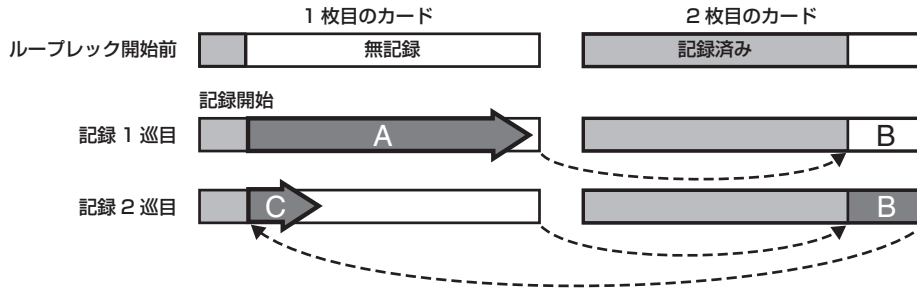 1 枚目のカード
2 枚目のカード
ループレック開始前
無記録
記録済み
記録開始
記録 1 巡目
A
B
記録 2 巡目
C
B